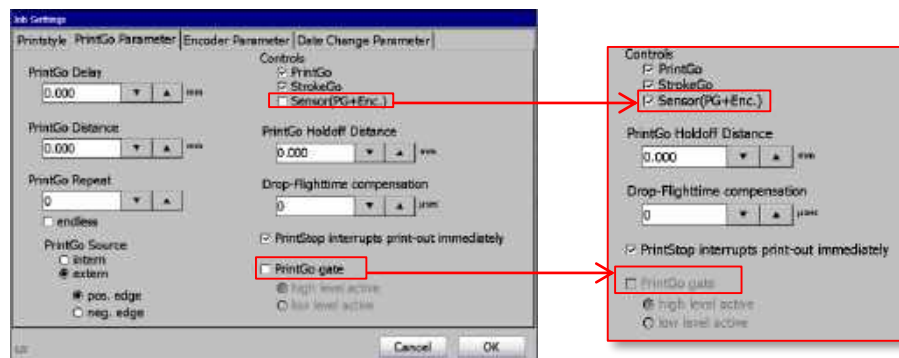 Job Settings
Printstyle PrintGo Parameter Encoder Parameter Date Change Parameter
PrintGo Delay
0.000 mm
PrintGo Distance
0.000 mm
PrintGo Repeat
0
endless
PrintGo Source
intern
extern
pos. edge
neg. edge
Controls
PrintGo
StrokeGo
Sensor(PG+Enc.)
PrintGo Holdoff Distance
0.000 mm
Drop-Flighttime compensation
0 µsec
PrintStop interrupts print-out immediately
PrintGo gate
high level active
low level active
Cancel OK
Controls
PrintGo
StrokeGo
Sensor(PG+Enc.)
PrintGo Holdoff Distance
0.000 mm
Drop-Flighttime compensation
0 µsec
PrintStop interrupts print-out immediately
PrintGo gate
high level active
low level active